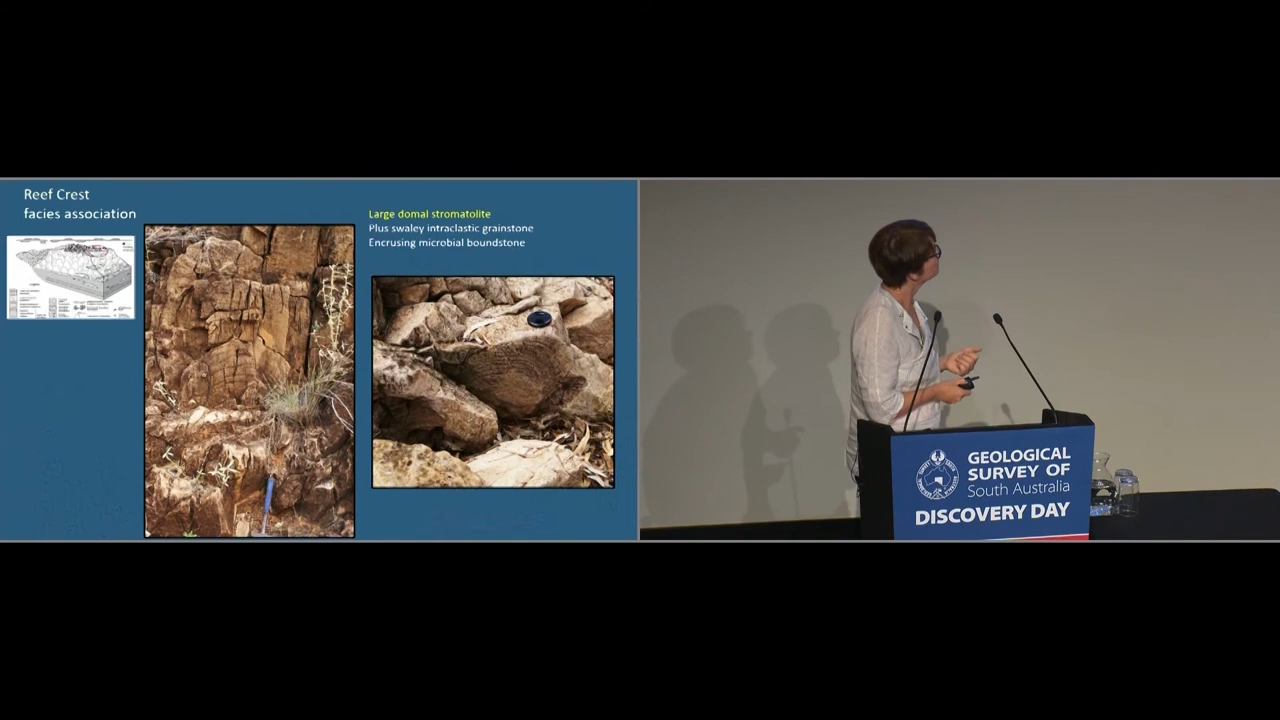 Reef Crest
facies association
Large domal stromatolite
Plus swaley intraclastic grainstone
Encrusing microbial boundstone
GEOLOGICAL
SURVEY OF
South Australia
DISCOVERY DAY